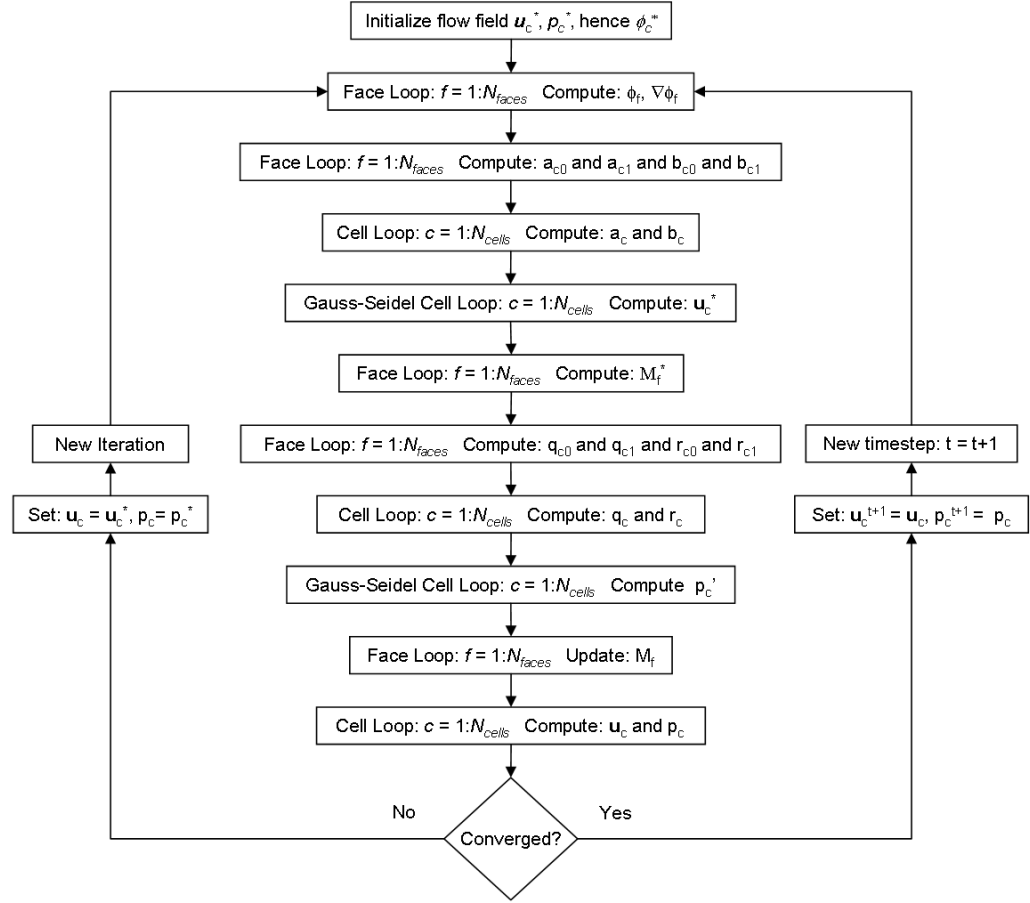 Initialize flow field u_c^*, p_c^*, hence ϕ_c^*
Face Loop: f = 1:N_faces Compute: ϕ_f, ∇ϕ_f
Face Loop: f = 1:N_faces Compute: a_c0 and a_c1 and b_c0 and b_c1
Cell Loop: c = 1:N_cells Compute: a_c and b_c
Gauss-Seidel Cell Loop: c = 1:N_cells Compute: u_c^*
Face Loop: f = 1:N_faces Compute: M_f^*
Face Loop: f = 1:N_faces Compute: q_c0 and q_c1 and r_c0 and r_c1
Cell Loop: c = 1:N_cells Compute: q_c and r_c
Gauss-Seidel Cell Loop: c = 1:N_cells Compute p_c'
Face Loop: f = 1:N_faces Update: M_f
Cell Loop: c = 1:N_cells Compute: u_c and p_c
Converged?
No
Set: u_c = u_c^*, p_c= p_c^*
New Iteration
Yes
Set: u_c^t+1 = u_c, p_c^t+1 = p_c
New timestep: t = t+1